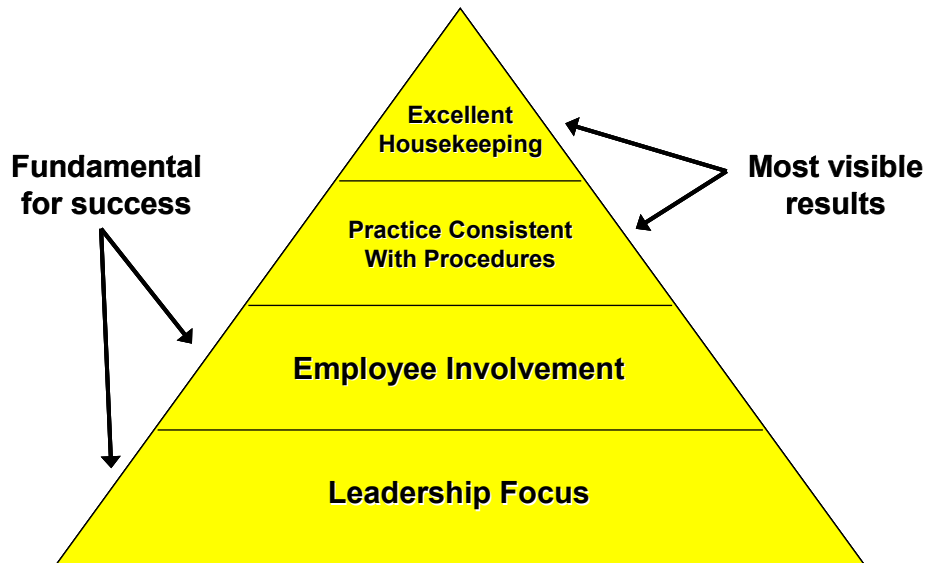 Excellent
Housekeeping
Fundamental
for success
Most visible
results
Practice Consistent
With Procedures
Employee Involvement
Leadership Focus